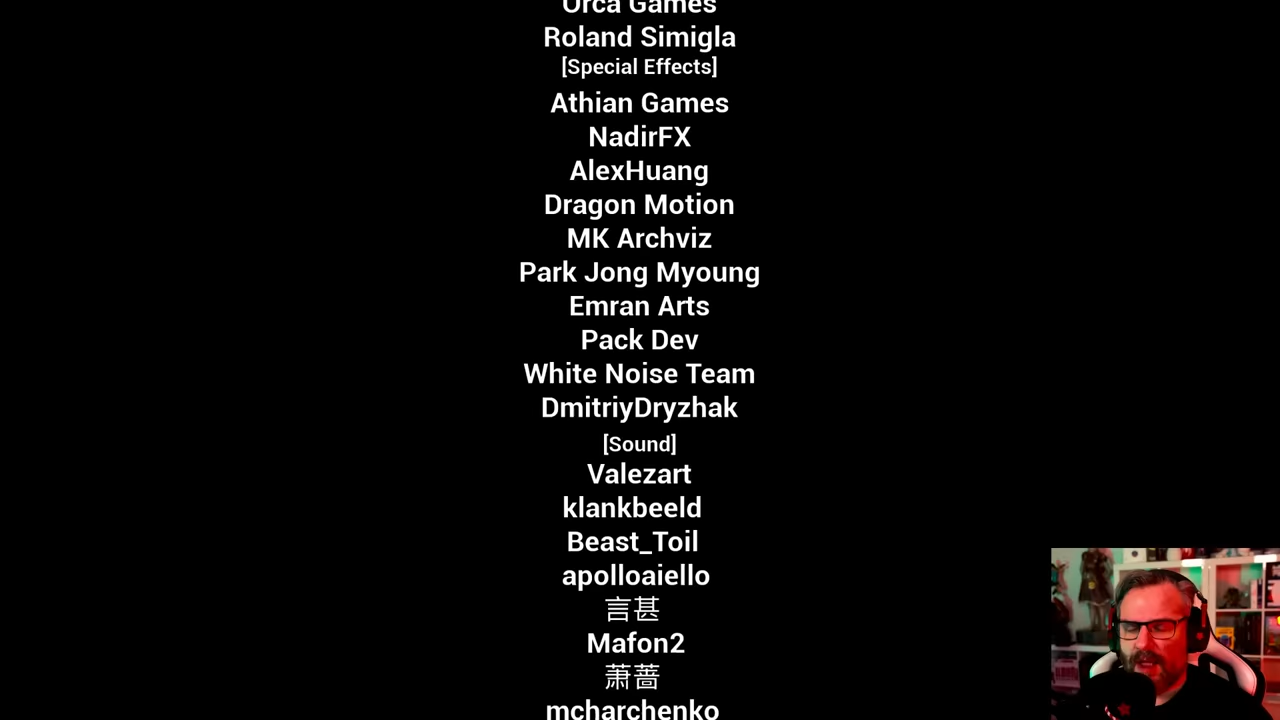 Orca Games
Roland Simigla
[Special Effects]
Athian Games
NadirFX
AlexHuang
Dragon Motion
MK Archviz
Park Jong Myoung
Emran Arts
Pack Dev
White Noise Team
DmitriyDryzhak
[Sound]
Valezart
klankbeeld
Beast_Toil
apolloaiello
言甚
Mafon2
萧蔷
mcharchenko